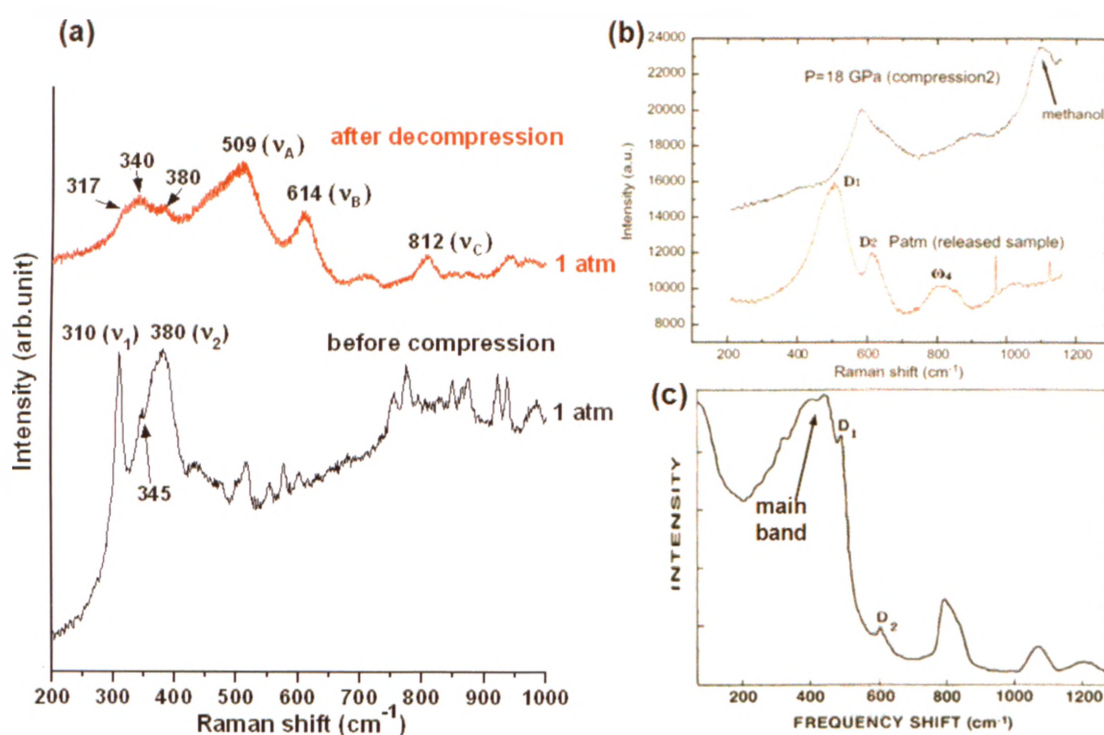 (a)
after decompression
509 (νA)
340
317
380
614 (νB)
812 (νC)
1 atm
310 (ν1)
380 (ν2)
before compression
1 atm
345
Intensity (arb.unit)
200 300 400 500 600 700 800 900 1000
Raman shift (cm-1)
(b)
24000
22000
20000
18000
16000
14000
12000
10000
8000
Intensity (a.u.)
P=18 GPa (compression2)
methanol
D1
D2
Patm (released sample)
ω4
200 400 600 800 1000 1200
Raman shift (cm-1)
(c)
D1
main
band
D2
INTENSITY
200 400 600 800 1000 1200
FREQUENCY SHIFT (cm-1)